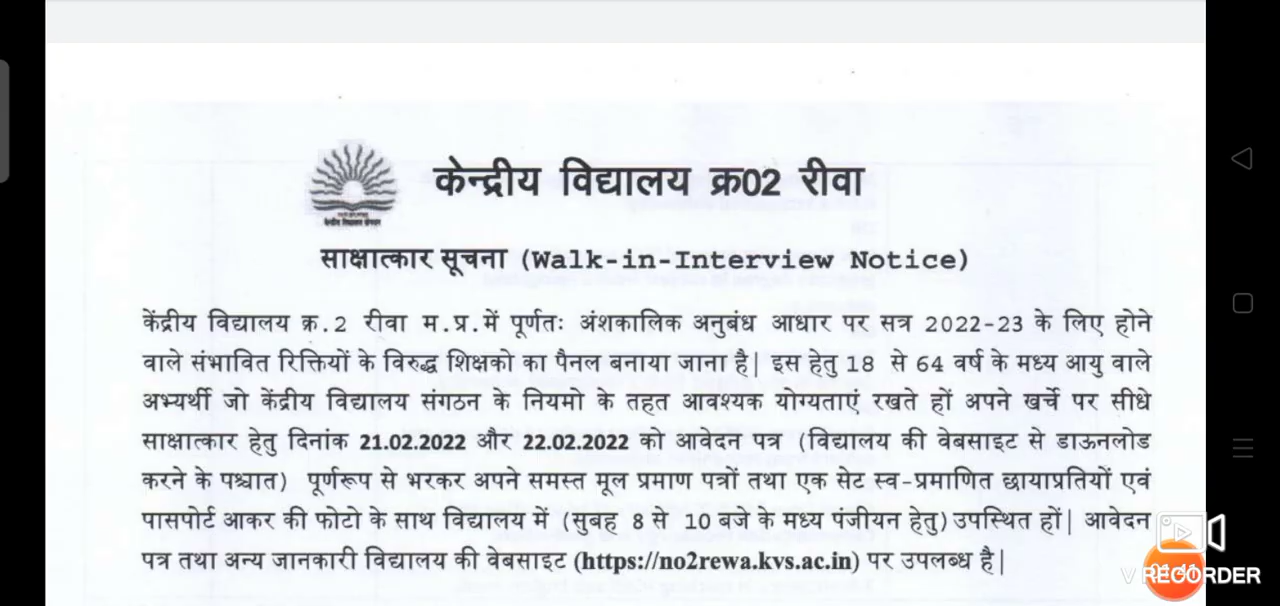 केन्द्रीय विद्यालय क्र02 रीवा
साक्षात्कार सूचना (Walk-in-Interview Notice)
केंद्रीय विद्यालय क्र.2 रीवा म.प्र.में पूर्णतः अंशकालिक अनुबंध आधार पर सत्र 2022-23 के लिए होने
वाले संभावित रिक्तियों के विरुद्ध शिक्षको का पैनल बनाया जाना है| इस हेतु 18 से 64 वर्ष के मध्य आयु वाले
अभ्यर्थी जो केंद्रीय विद्यालय संगठन के नियमो के तहत आवश्यक योग्यताएं रखते हों अपने खर्चे पर सीधे
साक्षात्कार हेतु दिनांक 21.02.2022 और 22.02.2022 को आवेदन पत्र (विद्यालय की वेबसाइट से डाऊनलोड
करने के पश्चात) पूर्णरूप से भरकर अपने समस्त मूल प्रमाण पत्रों तथा एक सेट स्व-प्रमाणित छायाप्रतियों एवं
पासपोर्ट आकर की फोटो के साथ विद्यालय में (सुबह 8 से 10 बजे के मध्य पंजीयन हेतु) उपस्थित हों| आवेदन
पत्र तथा अन्य जानकारी विद्यालय की वेबसाइट (https://no2rewa.kvs.ac.in) पर उपलब्ध है|
01:41
V RECORDER